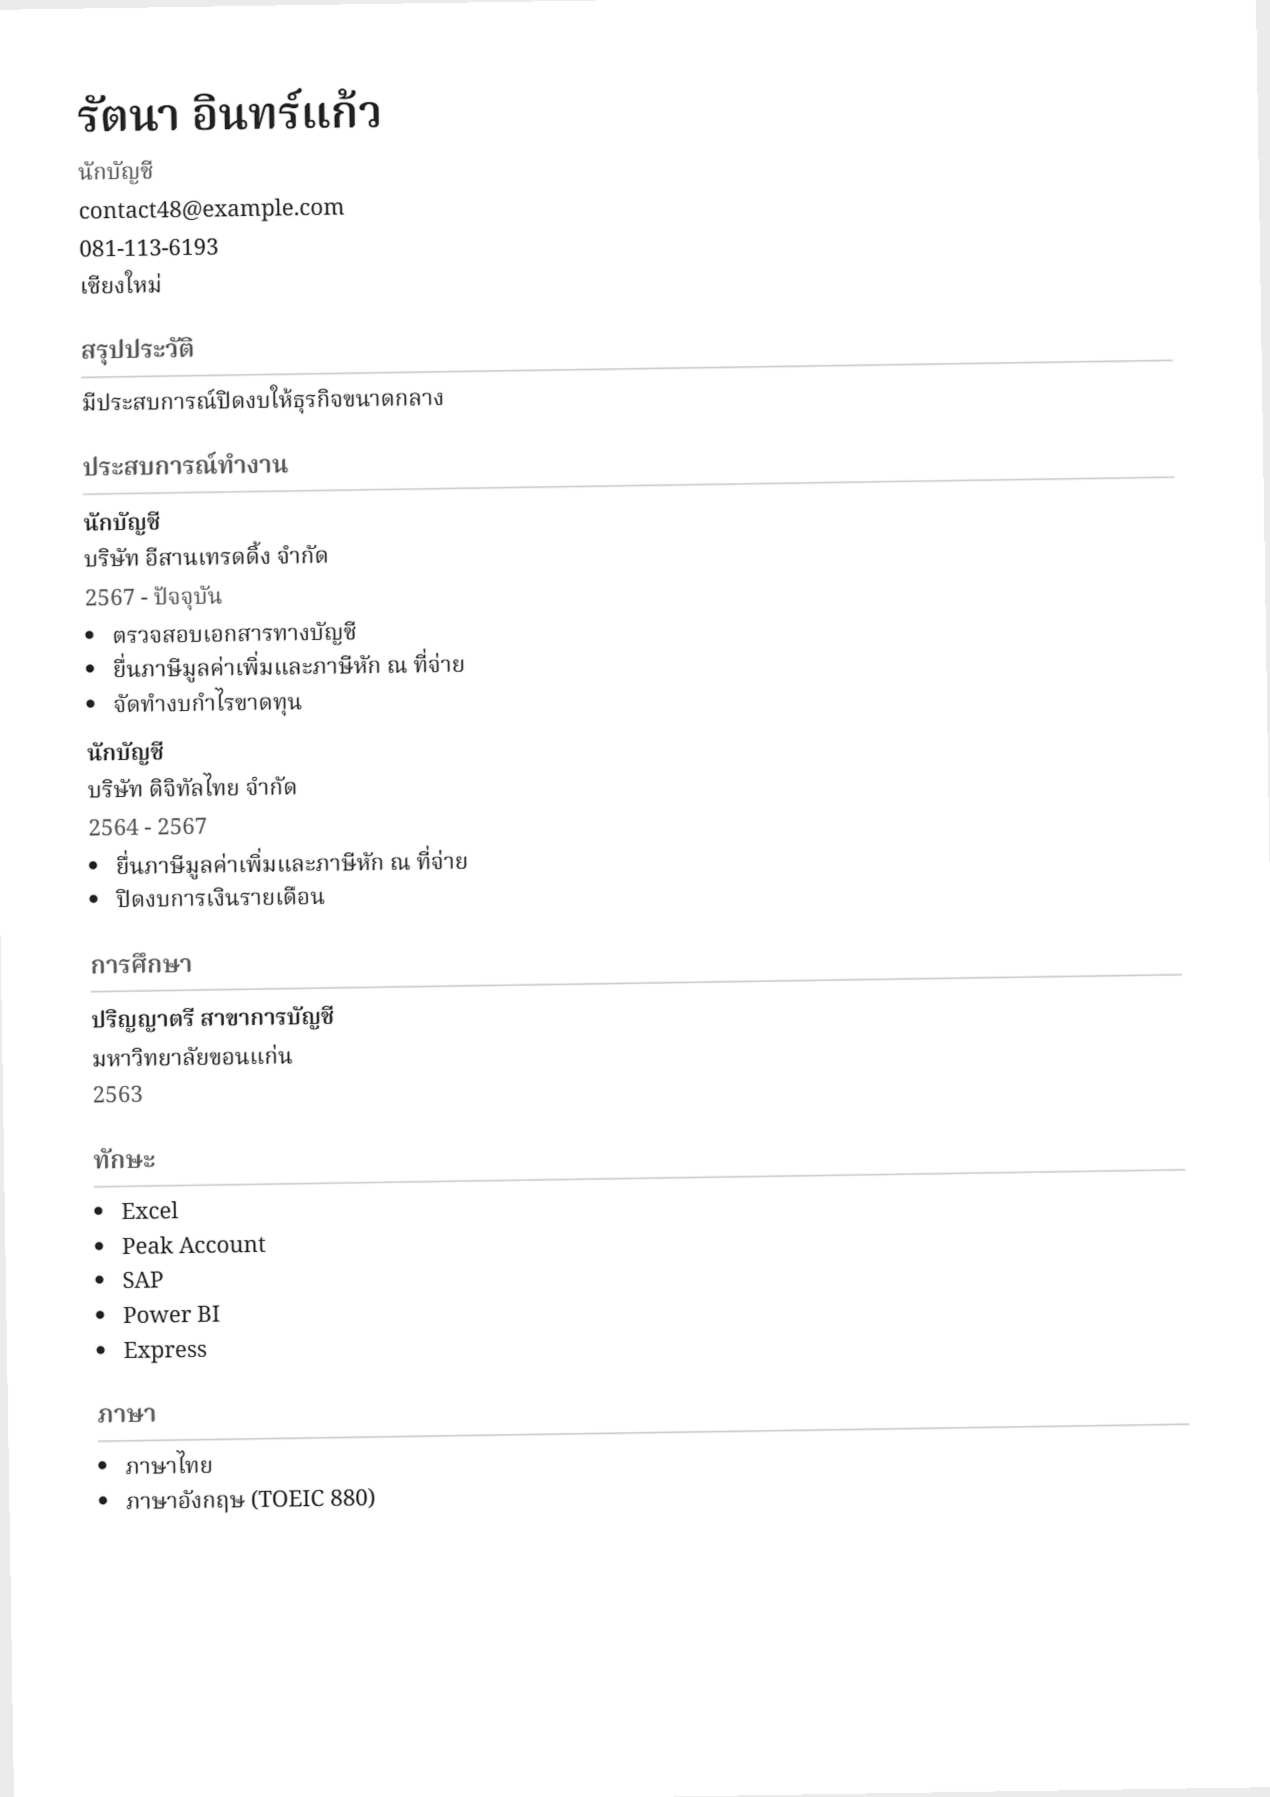 รัตนา อินทร์แก้ว
นักบัญชี
contact48@example.com
081-113-6193
เชียงใหม่
สรุปประวัติ
มีประสบการณ์ปิดงบให้ธุรกิจขนาดกลาง
ประสบการณ์ทำงาน
นักบัญชี
บริษัท อีสานเทรดดิ้ง จำกัด
2567 - ปัจจุบัน
• ตรวจสอบเอกสารทางบัญชี
• ยื่นภาษีมูลค่าเพิ่มและภาษีหัก ณ ที่จ่าย
• จัดทำงบกำไรขาดทุน
นักบัญชี
บริษัท ดิจิทัลไทย จำกัด
2564 - 2567
• ยื่นภาษีมูลค่าเพิ่มและภาษีหัก ณ ที่จ่าย
• ปิดงบการเงินรายเดือน
การศึกษา
ปริญญาตรี สาขาการบัญชี
มหาวิทยาลัยขอนแก่น
2563
ทักษะ
• Excel
• Peak Account
• SAP
• Power BI
• Express
ภาษา
• ภาษาไทย
• ภาษาอังกฤษ (TOEIC 880)